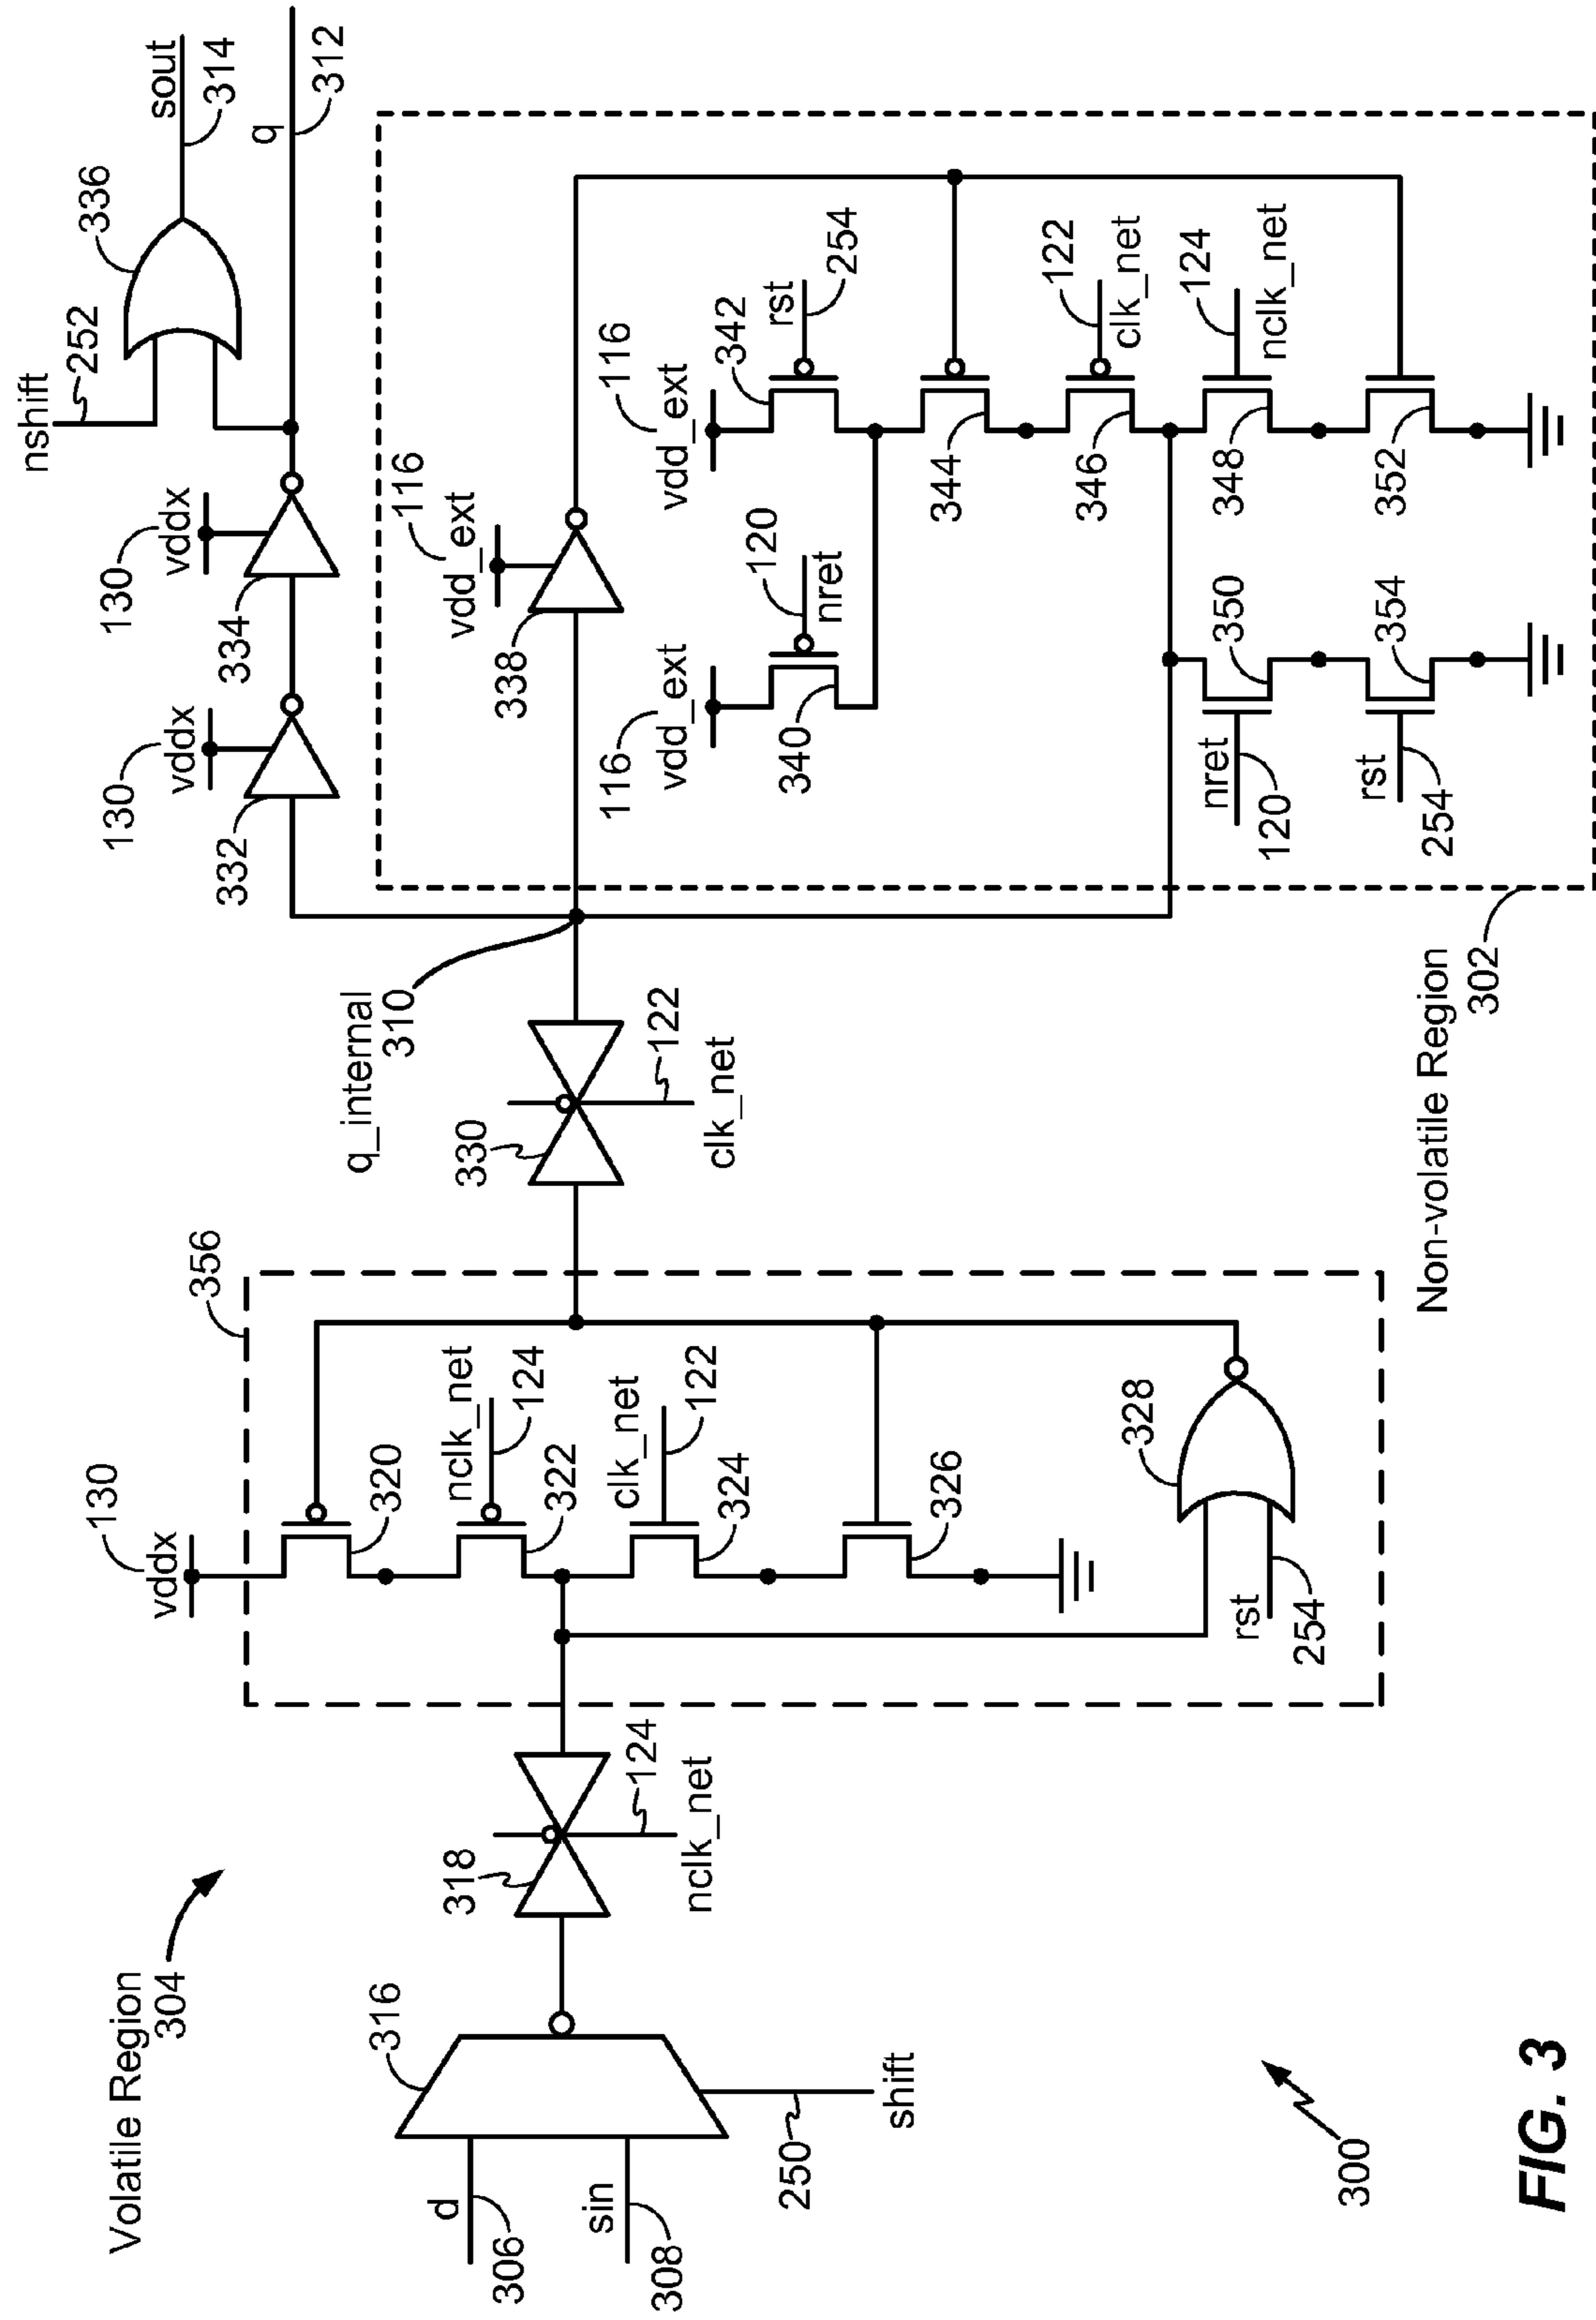 Volatile Region
304
d
306
sin
308
316
250
shift
318
124
nclk_net
356
130
vddx
320
nclk_net
124
322
clk_net
122
324
326
328
rst
254
330
122
clk_net
q_internal
310
130
vddx
332
130
vddx
334
nshift
252
336
sout
314
q
312
116
vdd_ext
338
116
vdd_ext
340
120
nret
116
vdd_ext
342
rst
254
344
122
clk_net
346
124
nclk_net
348
352
350
nret
120
354
rst
254
Non-volatile Region
302
300
FIG. 3